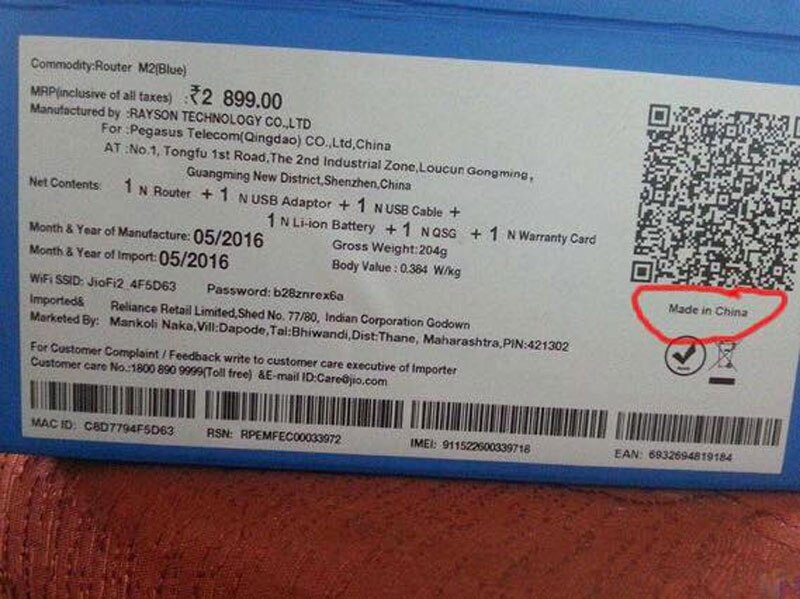 Commodity:Router M2(Blue)
MRP(inclusive of all taxes) :₹2 899.00
Manufactured by :RAYSON TECHNOLOGY CO.,LTD
For :Pegasus Telecom(Qingdao) CO.,Ltd,China
AT :No.1, Tongfu 1st Road,The 2nd Industrial Zone,Loucun Gongming,
Guangming New District,Shenzhen,China
Net Contents: 1 N Router + 1 N USB Adaptor + 1 N USB Cable +
1 N Li-ion Battery + 1 N QSG + 1 N Warranty Card
Month & Year of Manufacture: 05/2016
Gross Weight:204g
Month & Year of Import: 05/2016
Body Value : 0.384 W/kg
WiFi SSID: JioFi2_4F5D63 Password: b28znrex6a
Made in China
Imported& Reliance Retail Limited,Shed No. 77/80, Indian Corporation Godown
Marketed By: Mankoli Naka,Vill:Dapode,Tal:Bhiwandi,Dist:Thane, Maharashtra,PIN:421302
For Customer Complaint / Feedback write to customer care executive of Importer
Customer care No.:1800 890 9999(Toll free) &E-mail ID:Care@jio.com
MAC ID: C8D7794F5D63
RSN: RPEMFEC00033972
IMEI: 911522600339718
EAN: 6932694819184